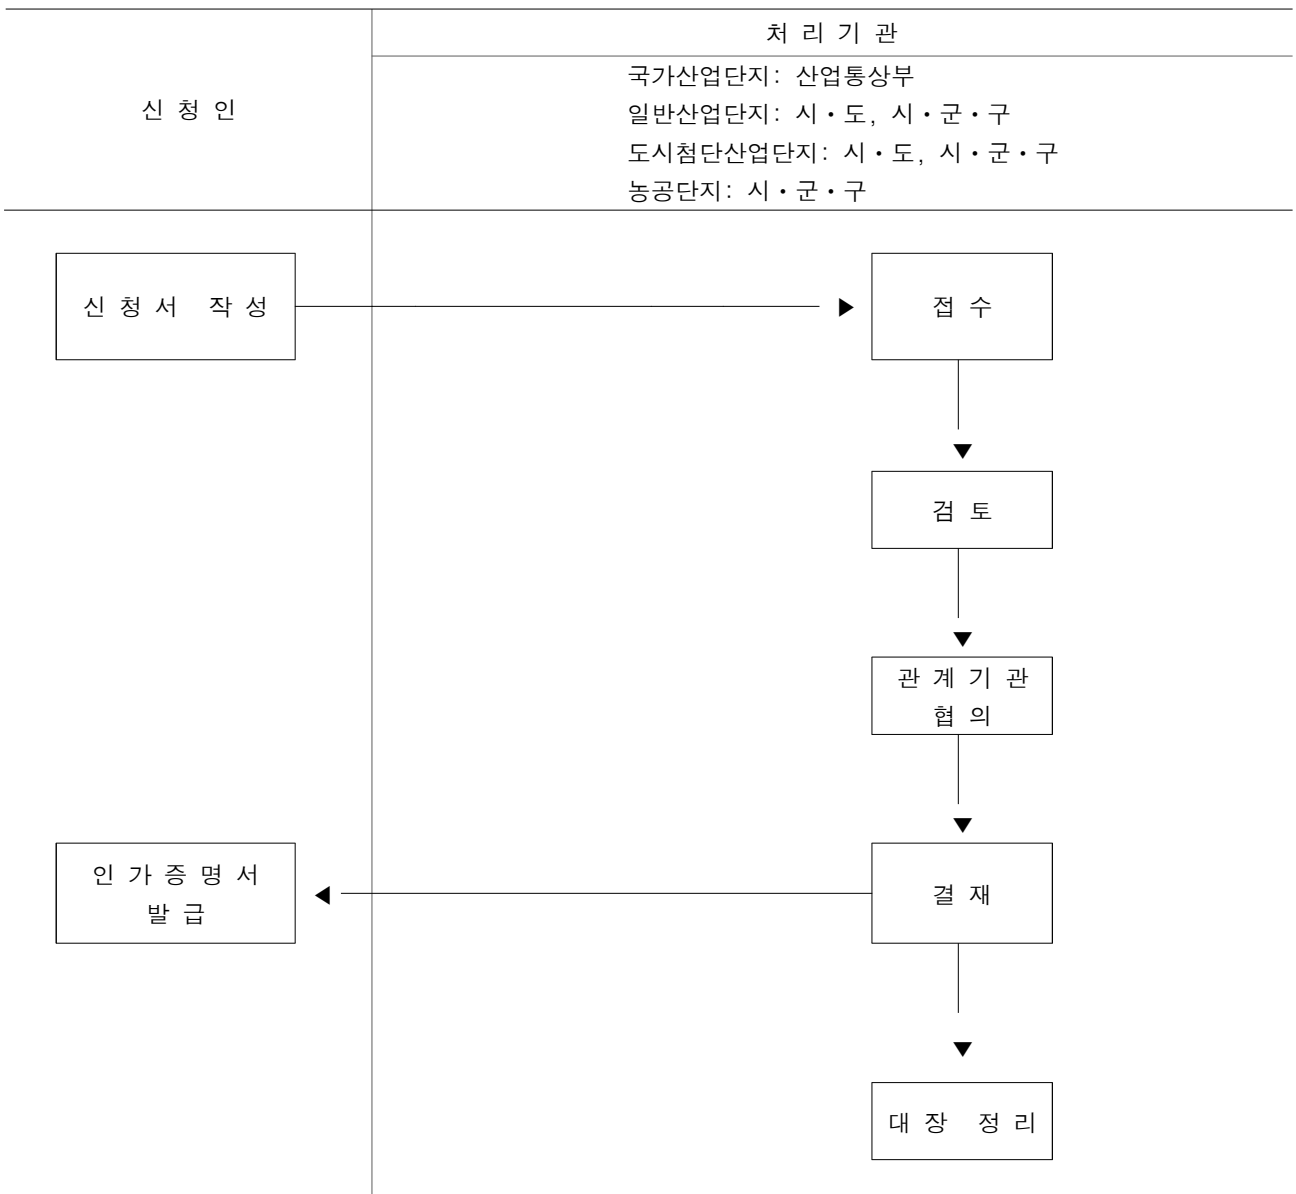 처 리 기 관
신 청 인
국가산업단지: 산업통상부
일반산업단지: 시・도, 시・군・구
도시첨단산업단지: 시・도, 시・군・구
농공단지: 시・군・구
신 청 서 작 성
접 수
검 토
관 계 기 관
협 의
인 가 증 명 서
발 급
결 재
대 장 정 리